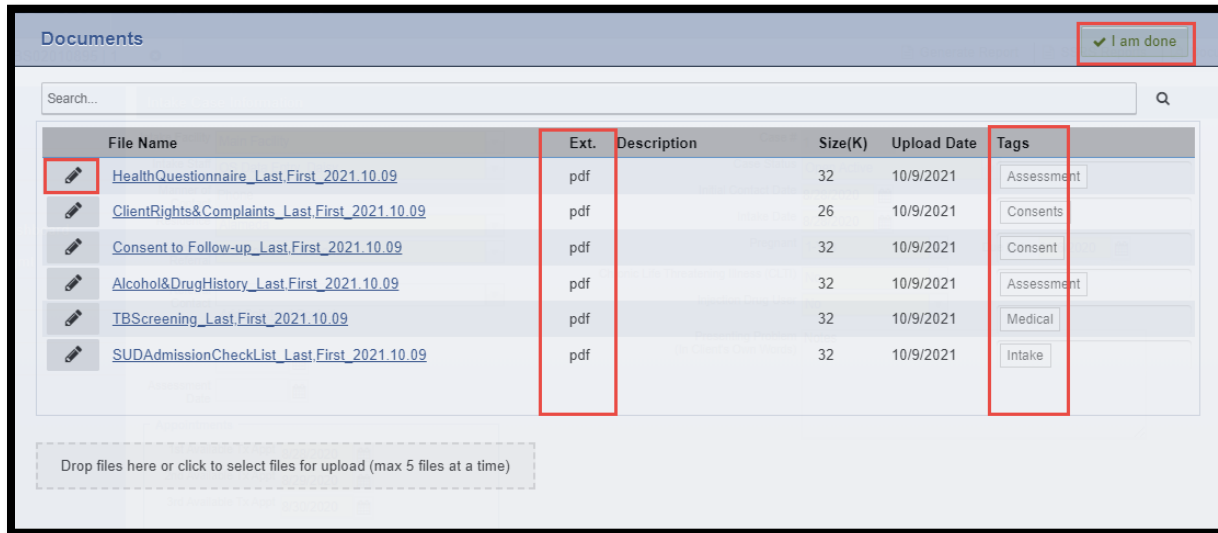 Documents
I am done
Search...
File Name Ext. Description Size(K) Upload Date Tags
HealthQuestionnaire_Last,First_2021.10.09 pdf 32 10/9/2021 Assessment
ClientRights&Complaints_Last,First_2021.10.09 pdf 26 10/9/2021 Consents
Consent to Follow-up_Last,First_2021.10.09 pdf 32 10/9/2021 Consent
Alcohol&DrugHistory_Last,First_2021.10.09 pdf 32 10/9/2021 Assessment
TBScreening_Last,First_2021.10.09 pdf 32 10/9/2021 Medical
SUDAdmissionCheckList_Last,First_2021.10.09 pdf 32 10/9/2021 Intake
Drop files here or click to select files for upload (max 5 files at a time)